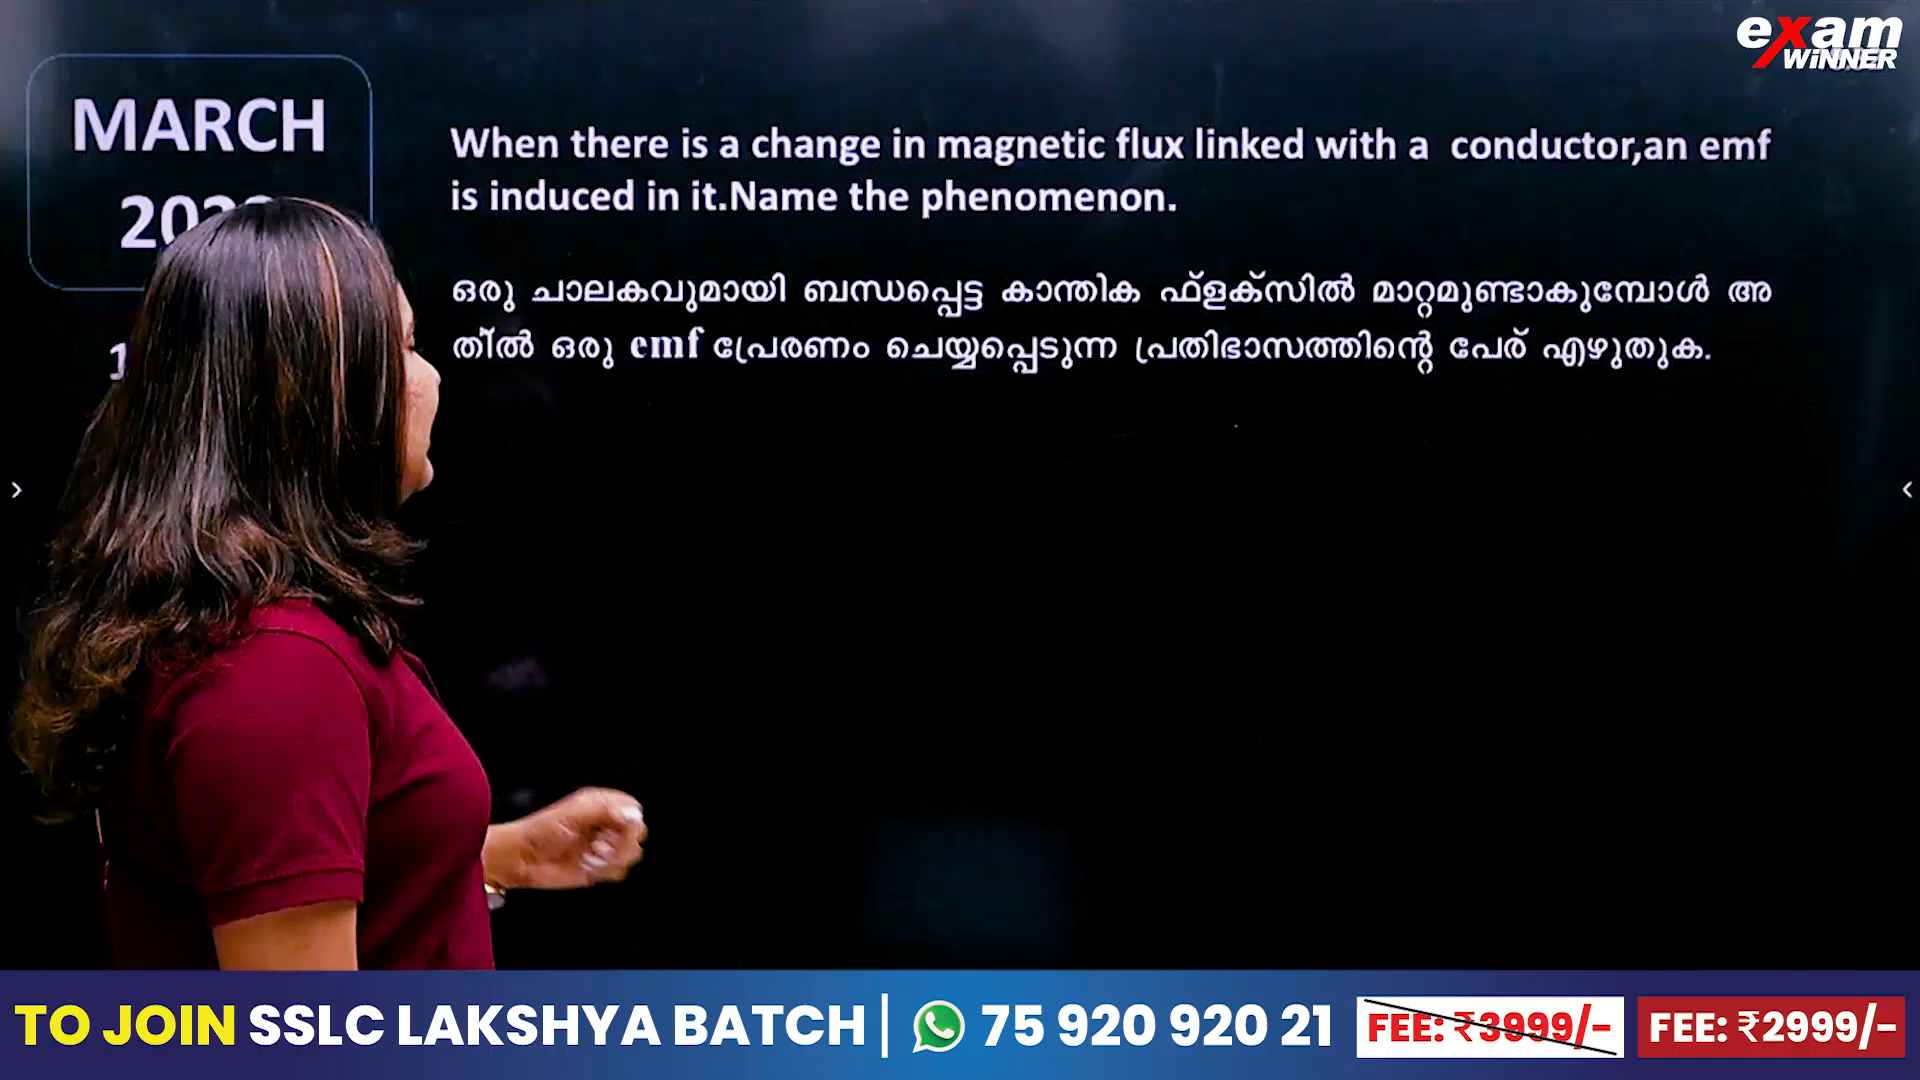 exam
WINNER
MARCH
When there is a change in magnetic flux linked with a conductor,an emf
is induced in it.Name the phenomenon.
ഒരു ചാലകവുമായി ബന്ധപ്പെട്ട കാന്തിക ഫ്ളക്സിൽ മാറ്റമുണ്ടാകുമ്പോൾ അ
തിൽ ഒരു emf പ്രേരണം ചെയ്യപ്പെടുന്ന പ്രതിഭാസത്തിന്റെ പേര് എഴുതുക.
TO JOIN SSLC LAKSHYA BATCH | 75 920 920 21 FEE: ₹3999/- FEE: ₹2999/-